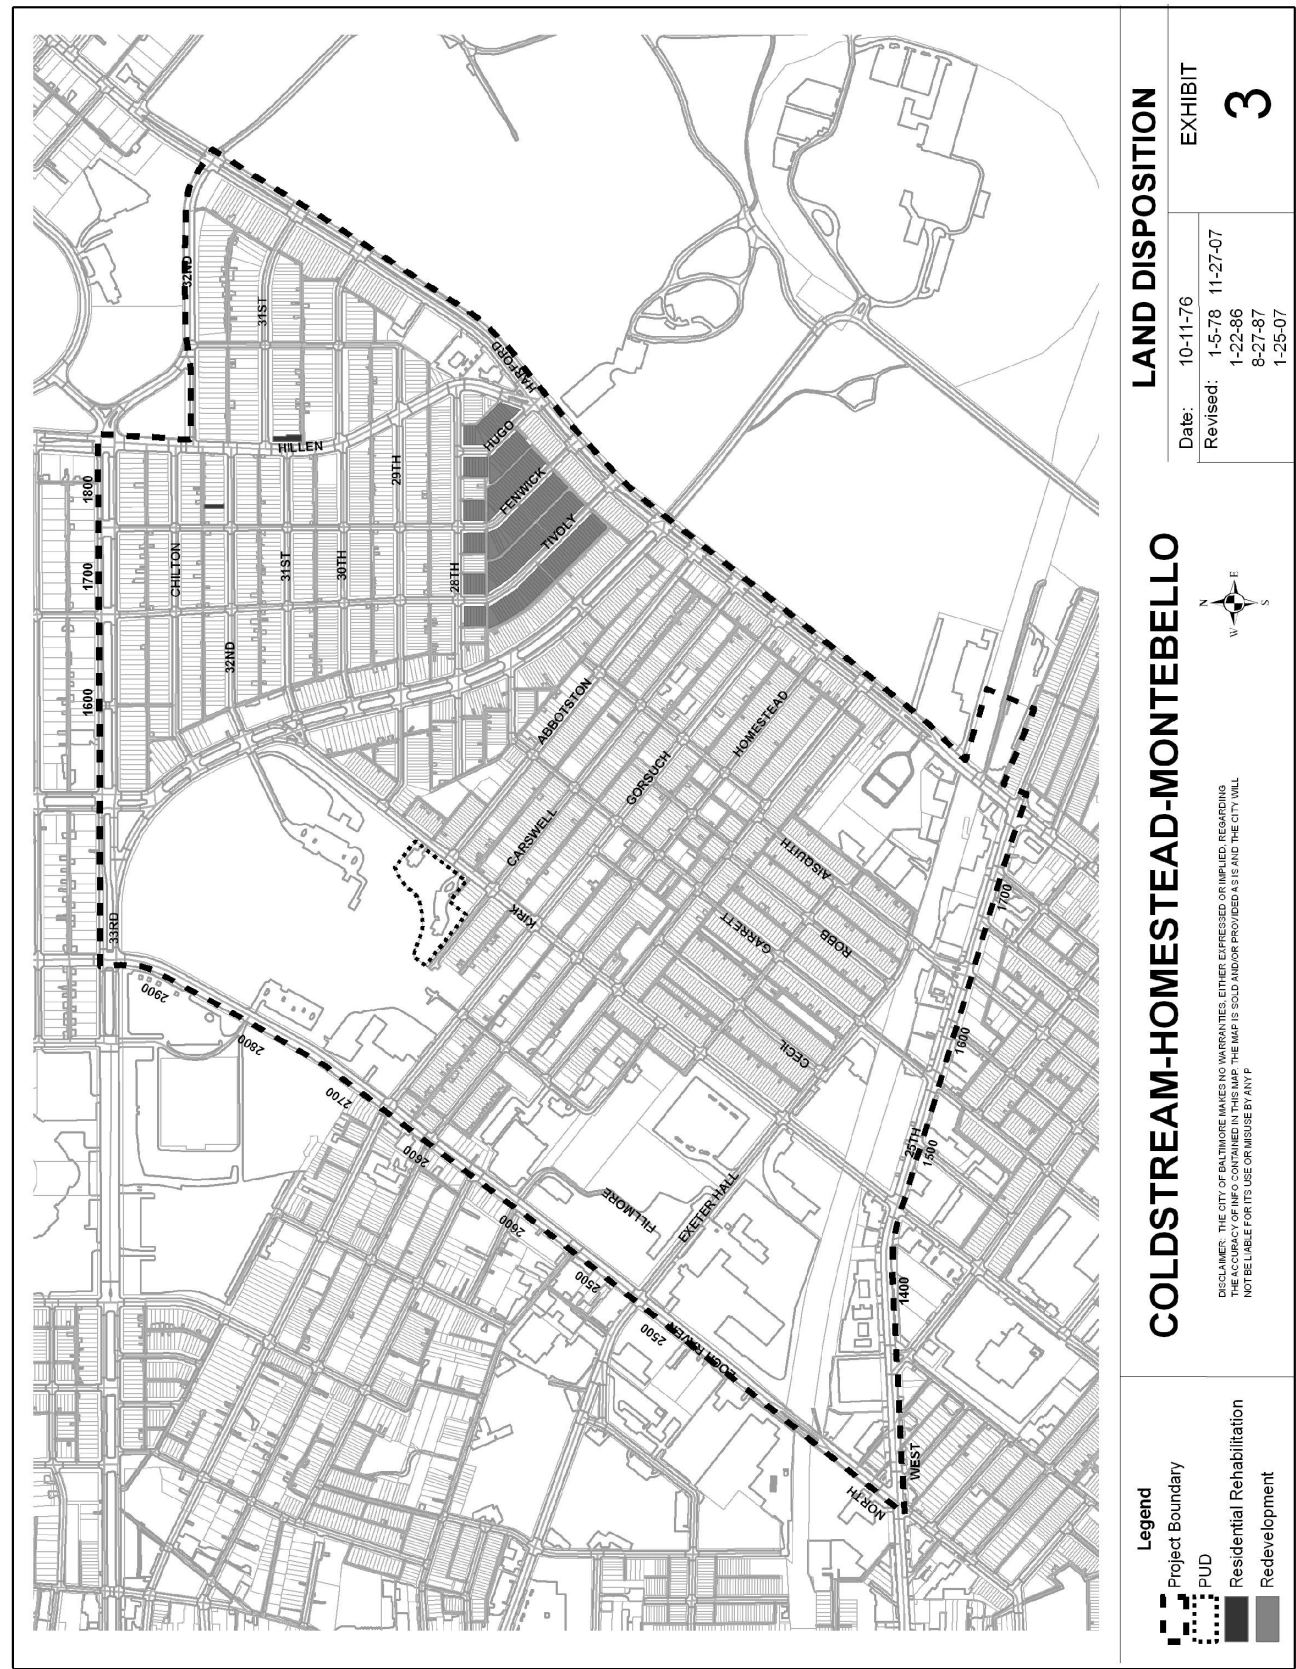 LAND DISPOSITION
EXHIBIT
3
Date: 10-11-76
Revised: 1-5-78 11-27-07
1-22-86
8-27-87
1-25-07
COLDSTREAM-HOMESTEAD-MONTEBELLO
N
W E
S
DISCLAIMER: THE CITY OF BALTIMORE MAKES NO WARRANTIES, EITHER EXPRESSED OR IMPLIED, REGARDING
THE ACCURACY OF INFO CONTAINED IN THIS MAP. THE MAP IS SOLD AND/OR PROVIDED AS IS AND THE CITY WILL
NOT BE LIABLE FOR ITS USE OR MISUSE BY ANY P
Legend
Project Boundary
PUD
Residential Rehabilitation
Redevelopment
33RD
1600
1700
1800
CHILTON
32ND
32ND
31ST
31ST
HILLEN
30TH
29TH
28TH
HARFORD
HARFORD
HUGO
FENWICK
TIVOLY
ABBOTSTON
CARSWELL
GORSUCH
HOMESTEAD
KIRK
GARRETT
AISQUITH
ROBB
CECIL
FILLMORE
EXETER HALL
2900
2800
2700
2600
2600
2500
2500
LOCH RAVEN
NORTH
WEST
1400
25TH
1500
1600
1700